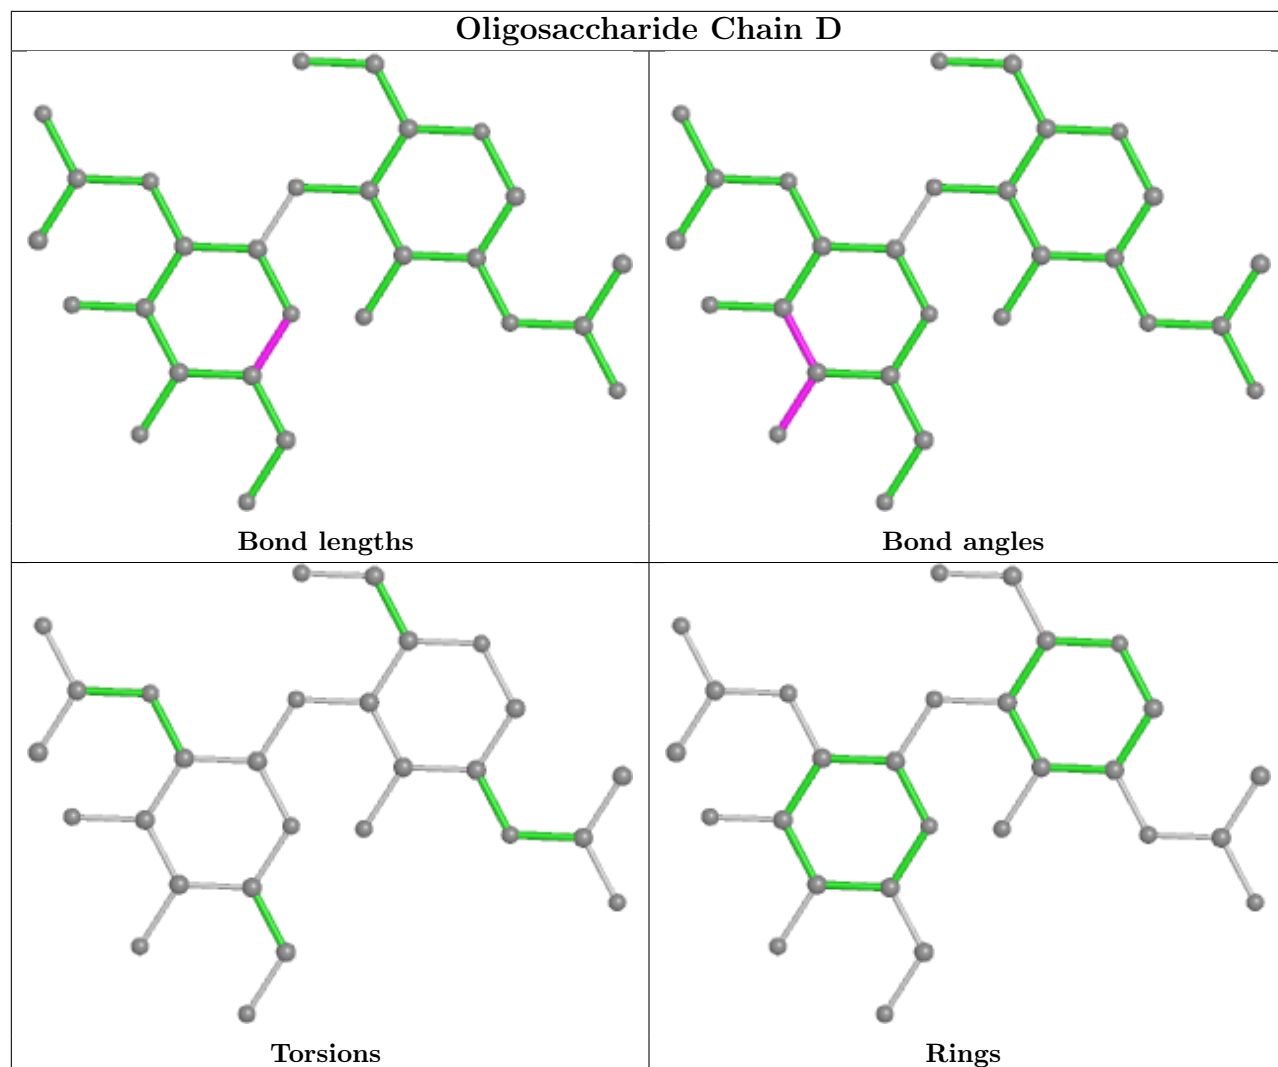 Oligosaccharide Chain D
Bond lengths
Bond angles
Torsions
Rings